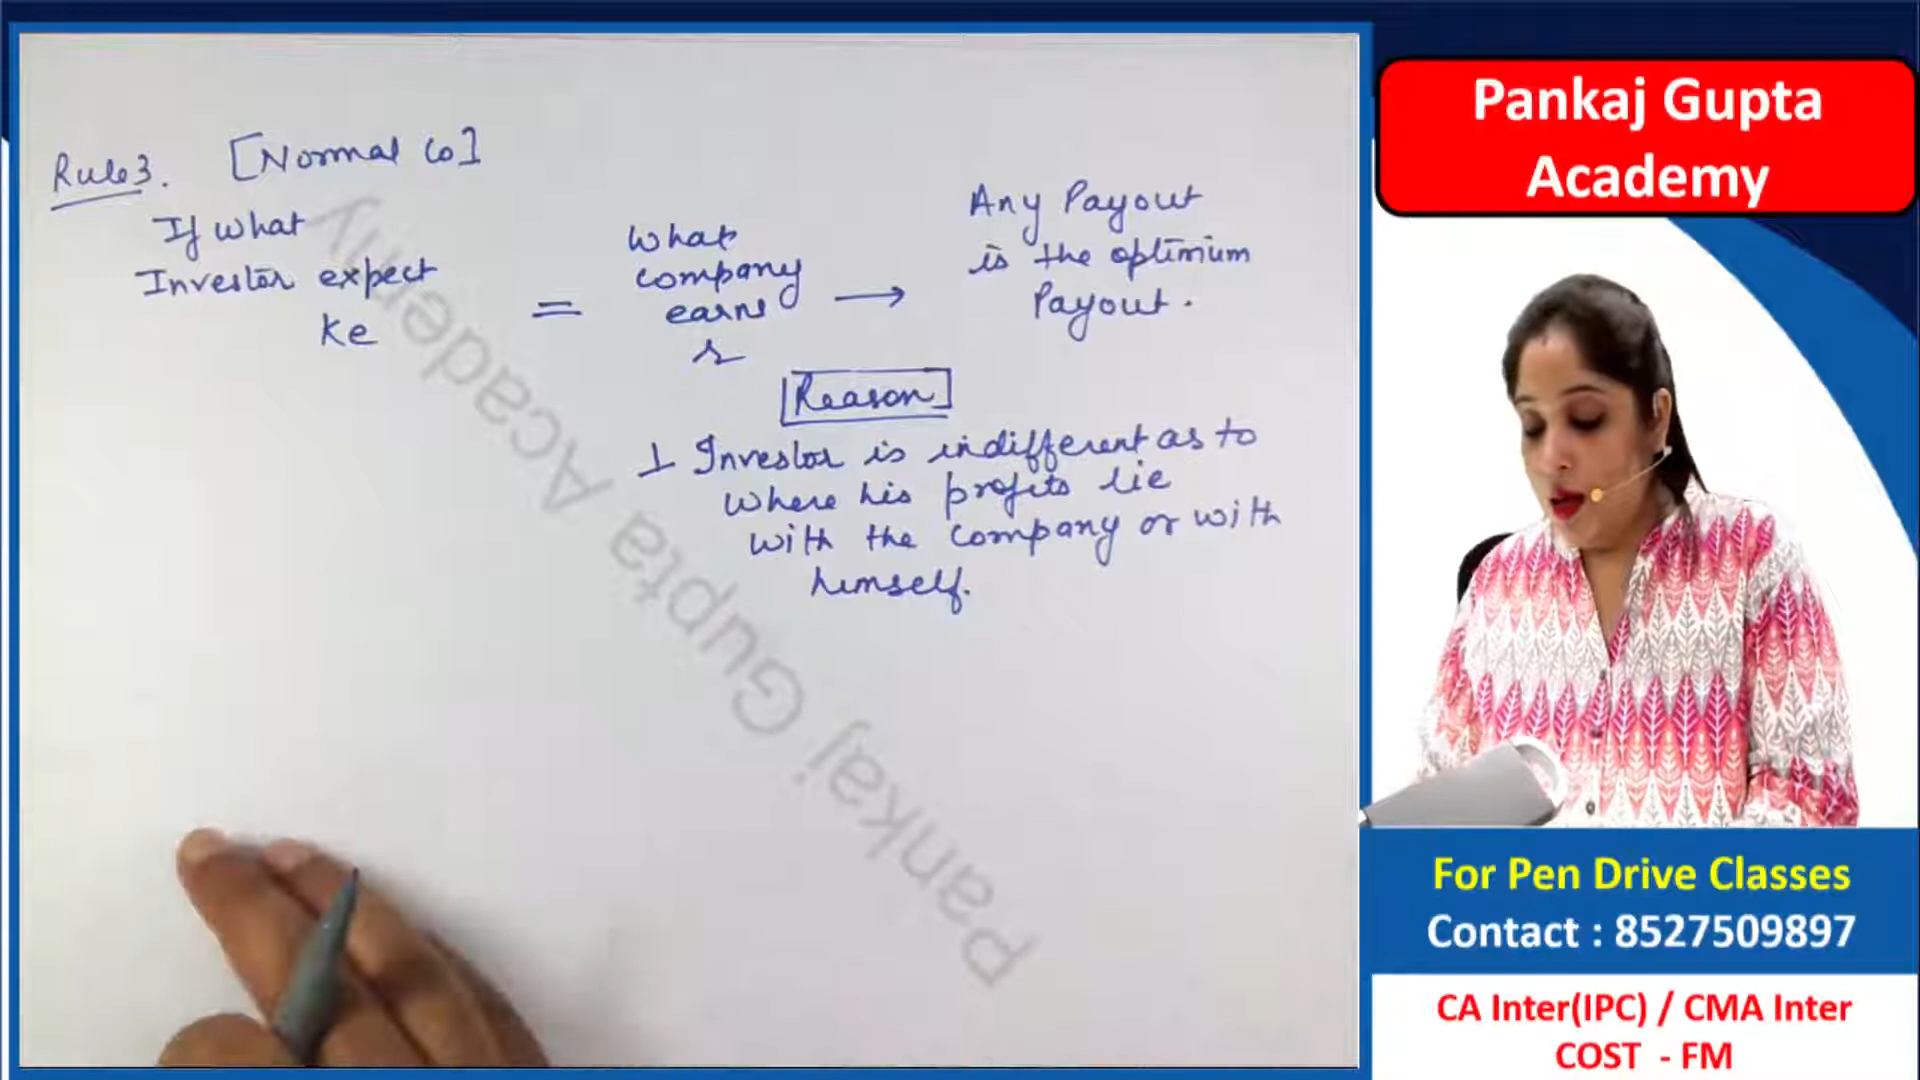 Rule 3. [Normal Co]
If what
Investor expect
Ke
=
What
company
earns
r
→
Any Payout
is the optimium
Payout.
Reason
1 Investor is indifferent as to
where his profits lie
with the company or with
himself.
Pankaj Gupta Academy
Pankaj Gupta
Academy
For Pen Drive Classes
Contact : 8527509897
CA Inter(IPC) / CMA Inter
COST - FM